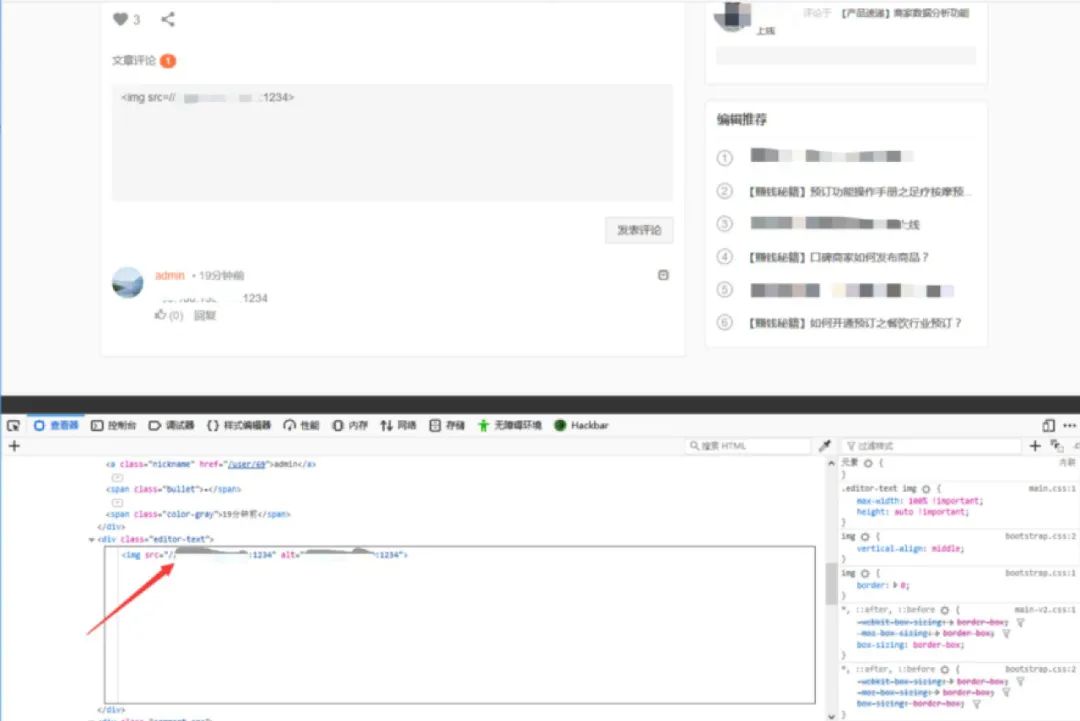 3
文章评论 1
<img src=// :1234>
发表评论
admin • 19分钟前
:1234
(0) 回复
评论于 【产品速递】商家数据分析功能
上线
编辑推荐
1
2 【赚钱秘籍】预订功能操作手册之足疗按摩预...
3 上线
4 【赚钱秘籍】口碑商家如何发布商品？
5
6 【赚钱秘籍】如何开通预订之餐饮行业预订？
查看器 控制台 调试器 {} 样式编辑器 性能 内存 网络 存储 无障碍环境 Hackbar
+ 搜索 HTML
<a class="nickname" href="/user/69">admin</a>
<span class="bullet">•</span>
<span class="color-gray">19分钟前</span>
</div>
<div class="editor-text">
<img src="// :1234" alt= :1234">
</div>
过滤样式
元素 { 内联
}
.editor-text img { main.css:1
max-width: 100% !important;
height: auto !important;
}
img { bootstrap.css:2
vertical-align: middle;
}
img { bootstrap.css:1
border: 0;
}
*, ::after, ::before { main-v2.css:1
-webkit-box-sizing: border-box;
-moz-box-sizing: border-box;
box-sizing: border-box;
}
*, ::after, ::before { bootstrap.css:2
-webkit-box-sizing: border-box;
-moz-box-sizing: border-box;
box-sizing: border-box;
}